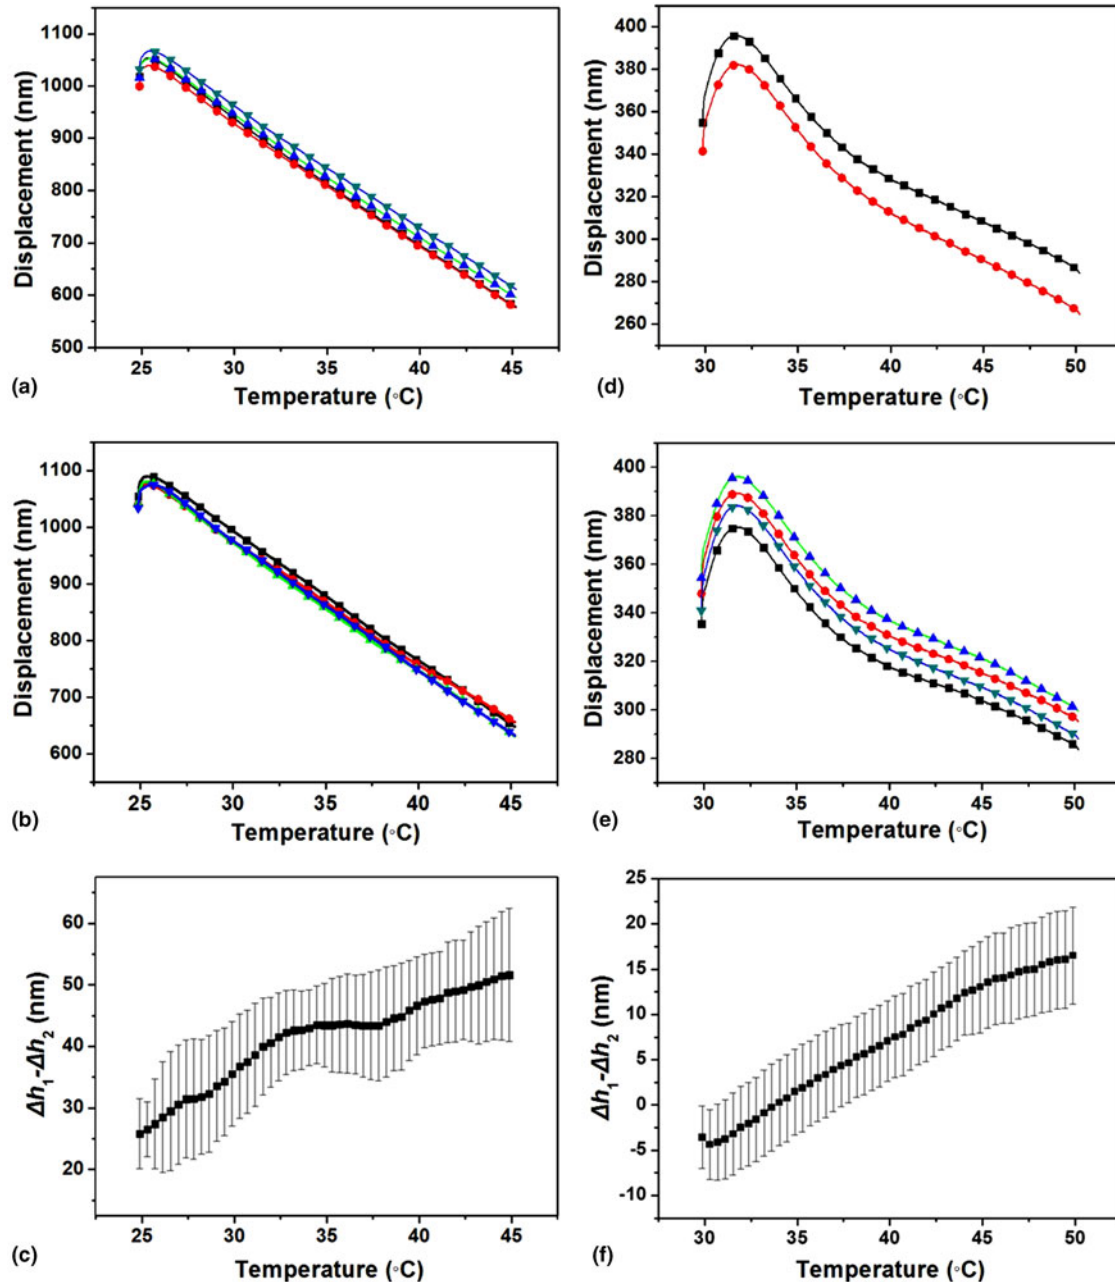 1100
1000
900
800
700
600
500
Displacement (nm)
25 30 35 40 45
Temperature (◦C)
(a)
400
380
360
340
320
300
280
260
Displacement (nm)
30 35 40 45 50
Temperature (◦C)
(d)
1100
1000
900
800
700
600
Displacement (nm)
25 30 35 40 45
Temperature (◦C)
(b)
400
380
360
340
320
300
280
Displacement (nm)
30 35 40 45 50
Temperature (◦C)
(e)
60
50
40
30
20
Δh₁-Δh₂ (nm)
25 30 35 40 45
Temperature (◦C)
(c)
25
20
15
10
5
0
-5
-10
Δh₁-Δh₂ (nm)
30 35 40 45 50
Temperature (◦C)
(f)